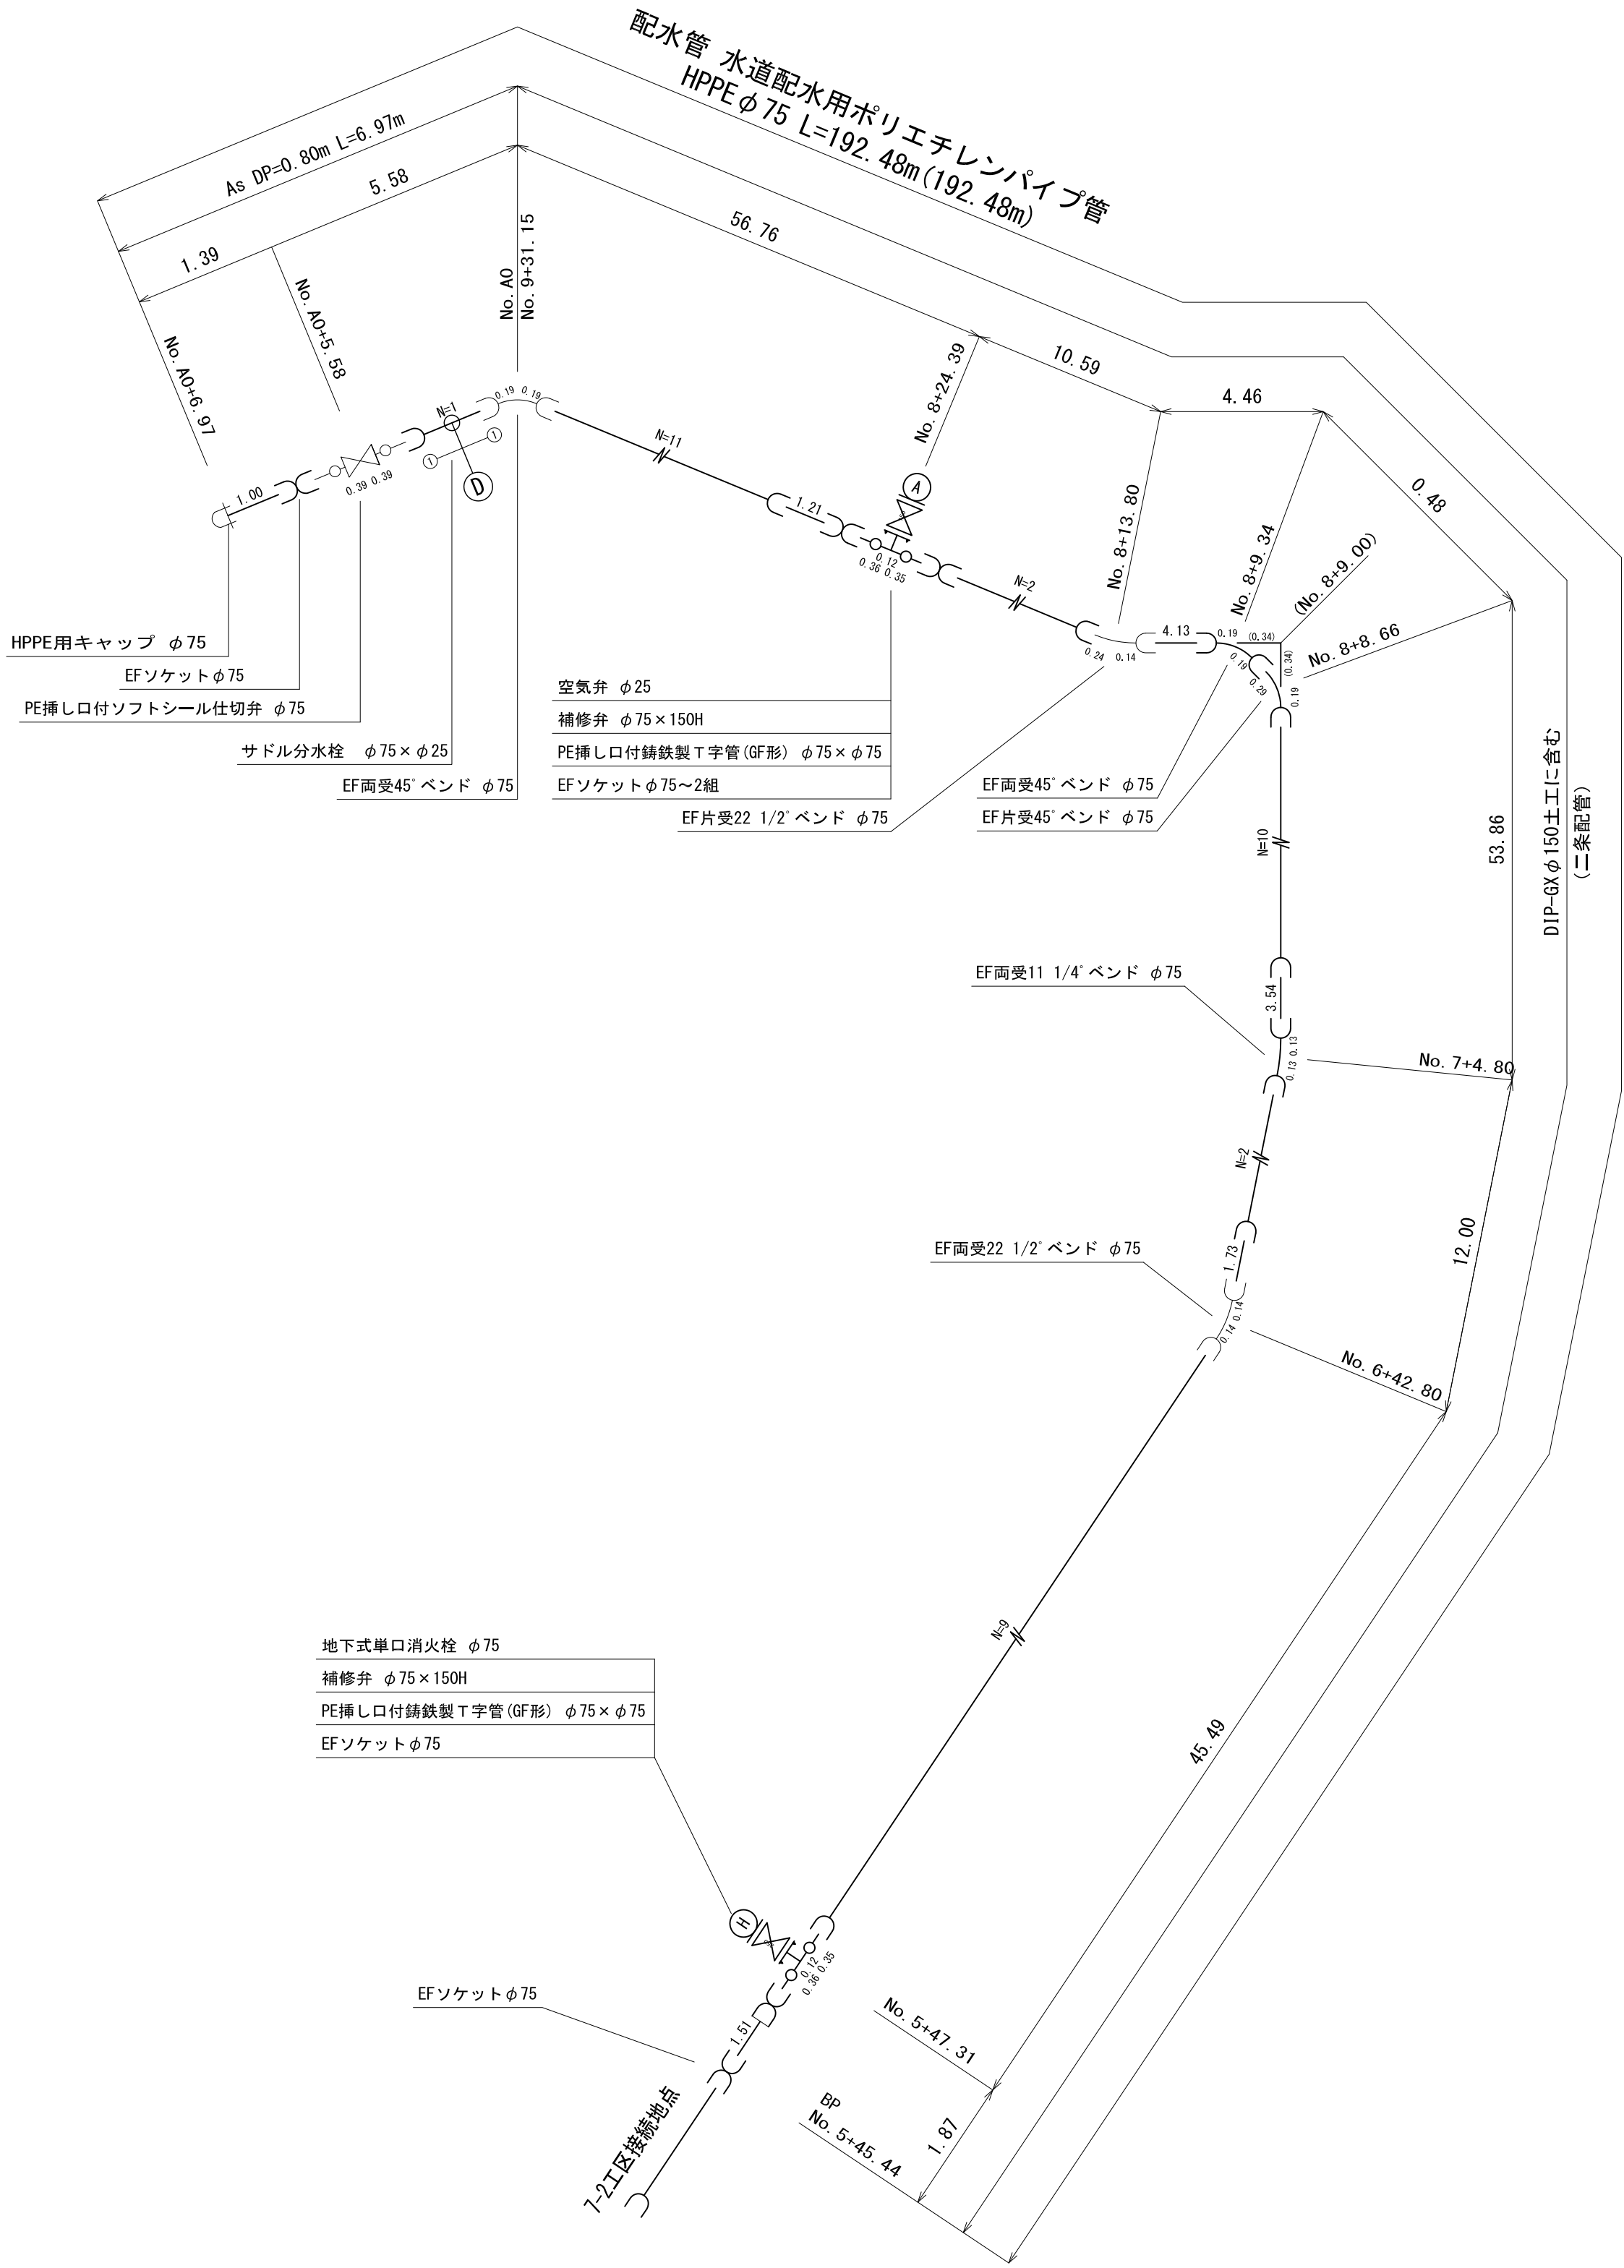 配水管 水道配水用ポリエチレンパイプ管
HPPEφ75 L=192.48m(192.48m)
As DP=0.80m L=6.97m
5.58
1.39
56.76
10.59
4.46
0.48
No. A0+6.97
No. A0+5.58
No. A0
No. 9+31.15
No. 8+24.39
No. 8+13.80
No. 8+9.34
(No. 8+9.00)
No. 8+8.66
1.00
0.39 0.39
N=1
①
①
D
0.19 0.19
N=11
1.21
A
0.12
0.36 0.35
N=2
0.24 0.14
4.13
0.19 (0.34)
0.19
0.29
(0.34)
0.19
HPPE用キャップ φ75
EFソケットφ75
PE挿し口付ソフトシール仕切弁 φ75
サドル分水栓 φ75×φ25
EF両受45°ベンド φ75
空気弁 φ25
補修弁 φ75×150H
PE挿し口付鋳鉄製T字管(GF形) φ75×φ75
EFソケットφ75～2組
EF片受22 1/2°ベンド φ75
EF両受45°ベンド φ75
EF片受45°ベンド φ75
N=10
53.86
DIP-GXφ150土工に含む
(二条配管)
EF両受11 1/4°ベンド φ75
3.54
0.13 0.13
No. 7+4.80
N=2
12.00
EF両受22 1/2°ベンド φ75
1.73
0.14 0.14
No. 6+42.80
N=9
45.49
地下式単口消火栓 φ75
補修弁 φ75×150H
PE挿し口付鋳鉄製T字管(GF形) φ75×φ75
EFソケットφ75
H
0.12
0.36 0.35
EFソケットφ75
1.51
No. 5+47.31
BP
No. 5+45.44
1.87
7-2工区接続地点